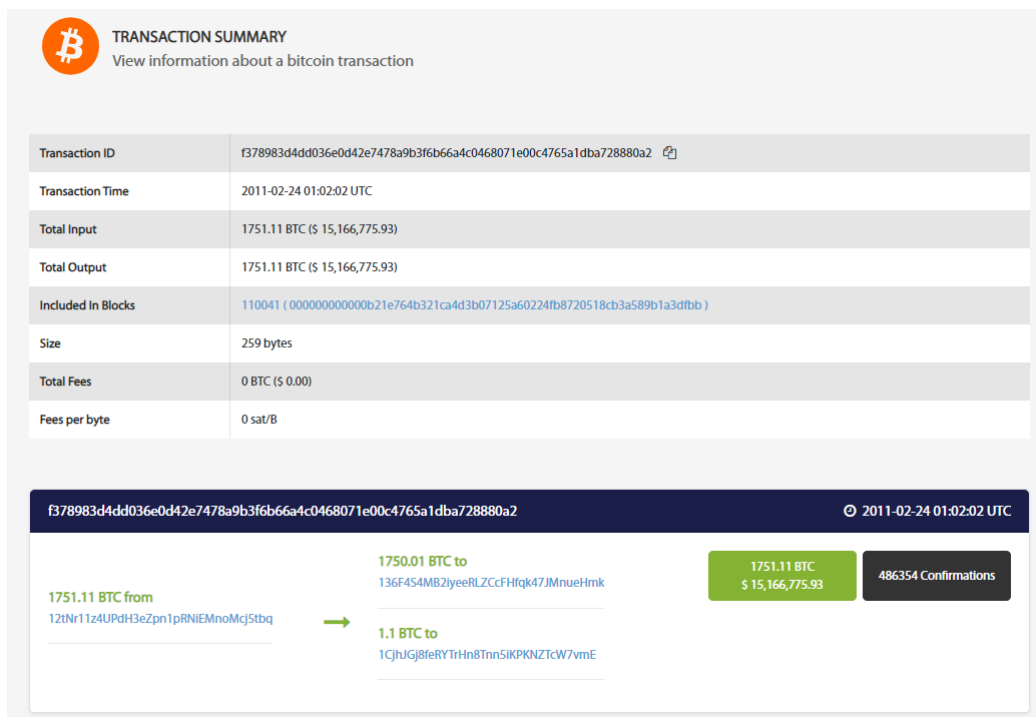 TRANSACTION SUMMARY
View information about a bitcoin transaction
Transaction ID f378983d4dd036e0d42e7478a9b3f6b66a4c0468071e00c4765a1dba728880a2
Transaction Time 2011-02-24 01:02:02 UTC
Total Input 1751.11 BTC ($ 15,166,775.93)
Total Output 1751.11 BTC ($ 15,166,775.93)
Included In Blocks 110041 ( 000000000000b21e764b321ca4d3b07125a60224fb8720518cb3a589b1a3dfbb )
Size 259 bytes
Total Fees 0 BTC ($ 0.00)
Fees per byte 0 sat/B
f378983d4dd036e0d42e7478a9b3f6b66a4c0468071e00c4765a1dba728880a2 2011-02-24 01:02:02 UTC
1751.11 BTC from
12tNr11z4UPdH3eZpn1pRNiEMnoMcj5tbq
1750.01 BTC to
136F4S4MB2iyeeRLZCcFHfqk47JMnueHmk
1.1 BTC to
1CjhJGj8feRYTrHn8Tnn5iKPKNZTcW7vmE
1751.11 BTC
$ 15,166,775.93
486354 Confirmations